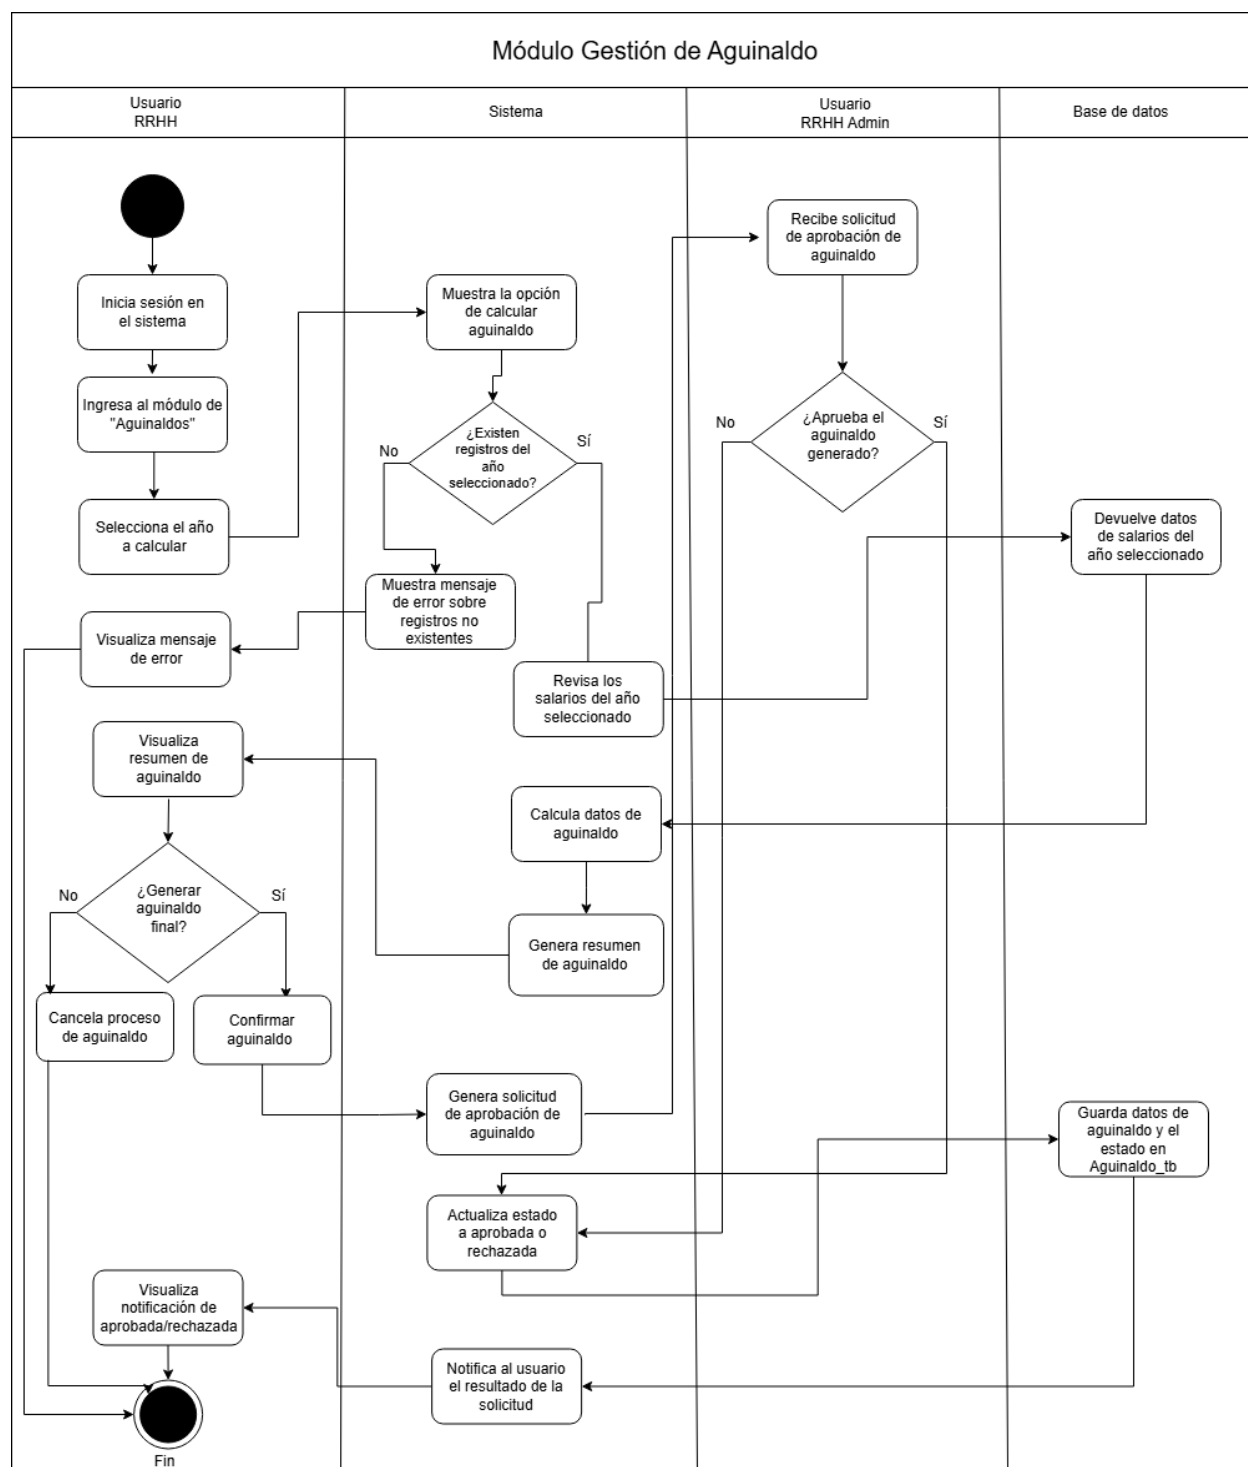 Módulo Gestión de Aguinaldo
Usuario
RRHH
Sistema
Usuario
RRHH Admin
Base de datos
Recibe solicitud
de aprobación de
aguinaldo
Inicia sesión en
el sistema
Muestra la opción
de calcular
aguinaldo
Ingresa al módulo de
"Aguinaldos"
No
¿Existen
registros del
año
seleccionado?
Sí
No
¿Aprueba el
aguinaldo
generado?
Sí
Selecciona el año
a calcular
Devuelve datos
de salarios del
año seleccionado
Muestra mensaje
de error sobre
registros no
existentes
Visualiza mensaje
de error
Revisa los
salarios del año
seleccionado
Visualiza
resumen de
aguinaldo
Calcula datos de
aguinaldo
No
¿Generar
aguinaldo
final?
Sí
Genera resumen
de aguinaldo
Cancela proceso
de aguinaldo
Confirmar
aguinaldo
Genera solicitud
de aprobación de
aguinaldo
Guarda datos de
aguinaldo y el
estado en
Aguinaldo_tb
Actualiza estado
a aprobada o
rechazada
Visualiza
notificación de
aprobada/rechazada
Notifica al usuario
el resultado de la
solicitud
Fin